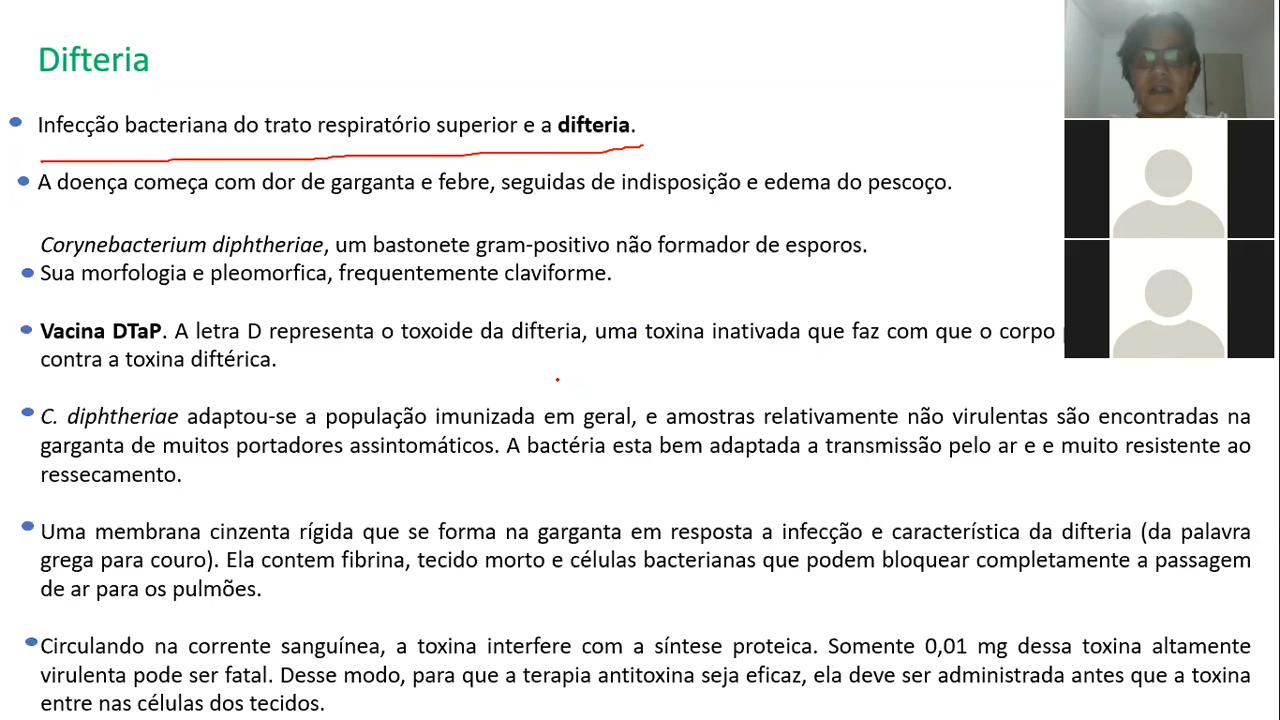 Difteria
Infecção bacteriana do trato respiratório superior e a difteria.
A doença começa com dor de garganta e febre, seguidas de indisposição e edema do pescoço.
Corynebacterium diphtheriae, um bastonete gram-positivo não formador de esporos.
Sua morfologia e pleomorfica, frequentemente claviforme.
Vacina DTaP. A letra D representa o toxoide da difteria, uma toxina inativada que faz com que o corpo
contra a toxina diftérica.
C. diphtheriae adaptou-se a população imunizada em geral, e amostras relativamente não virulentas são encontradas na
garganta de muitos portadores assintomáticos. A bactéria esta bem adaptada a transmissão pelo ar e e muito resistente ao
ressecamento.
Uma membrana cinzenta rígida que se forma na garganta em resposta a infecção e característica da difteria (da palavra
grega para couro). Ela contem fibrina, tecido morto e células bacterianas que podem bloquear completamente a passagem
de ar para os pulmões.
Circulando na corrente sanguínea, a toxina interfere com a síntese proteica. Somente 0,01 mg dessa toxina altamente
virulenta pode ser fatal. Desse modo, para que a terapia antitoxina seja eficaz, ela deve ser administrada antes que a toxina
entre nas células dos tecidos.